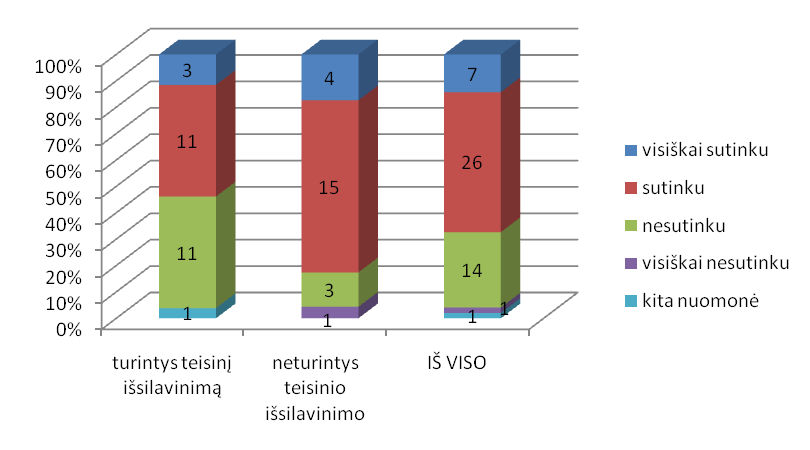 100%
90%
80%
70%
60%
50%
40%
30%
20%
10%
0%
3
11
11
1
4
15
3
1
7
26
14
1
1
turintys teisinį
išsilavinimą
neturintys
teisinio
išsilavinimo
IŠ VISO
visiškai sutinku
sutinku
nesutinku
visiškai nesutinku
kita nuomonė